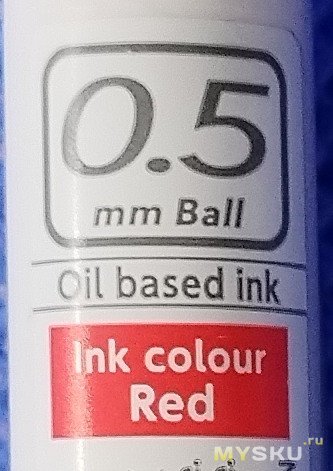 0.5
mm Ball
Oil based ink
Ink colour
Red
MYSKU.ru